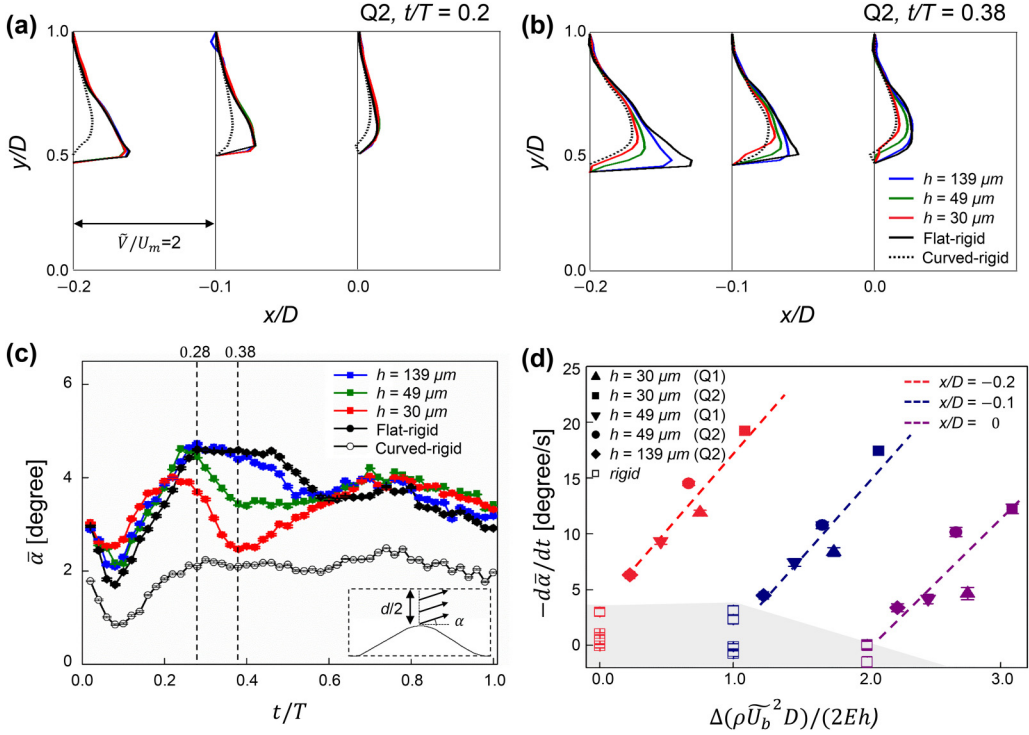 (a)
Q2, t/T = 0.2
1.0
0.5
0.0
y/D
Ṽ/U_m=2
−0.2
−0.1
0.0
x/D
(b)
Q2, t/T = 0.38
1.0
0.5
0.0
y/D
h = 139 μm
h = 49 μm
h = 30 μm
Flat-rigid
Curved-rigid
−0.2
−0.1
0.0
x/D
(c)
0.28
0.38
6
4
2
0
ᾱ [degree]
h = 139 μm
h = 49 μm
h = 30 μm
Flat-rigid
Curved-rigid
d/2
α
0.0
0.2
0.4
0.6
0.8
1.0
t/T
(d)
25
20
15
10
5
0
−dᾱ/dt [degree/s]
h = 30 μm (Q1)
h = 30 μm (Q2)
h = 49 μm (Q1)
h = 49 μm (Q2)
h = 139 μm (Q2)
rigid
x/D = −0.2
x/D = −0.1
x/D = 0
0.0
1.0
2.0
3.0
Δ(ρŨ_b²D)/(2Eh)